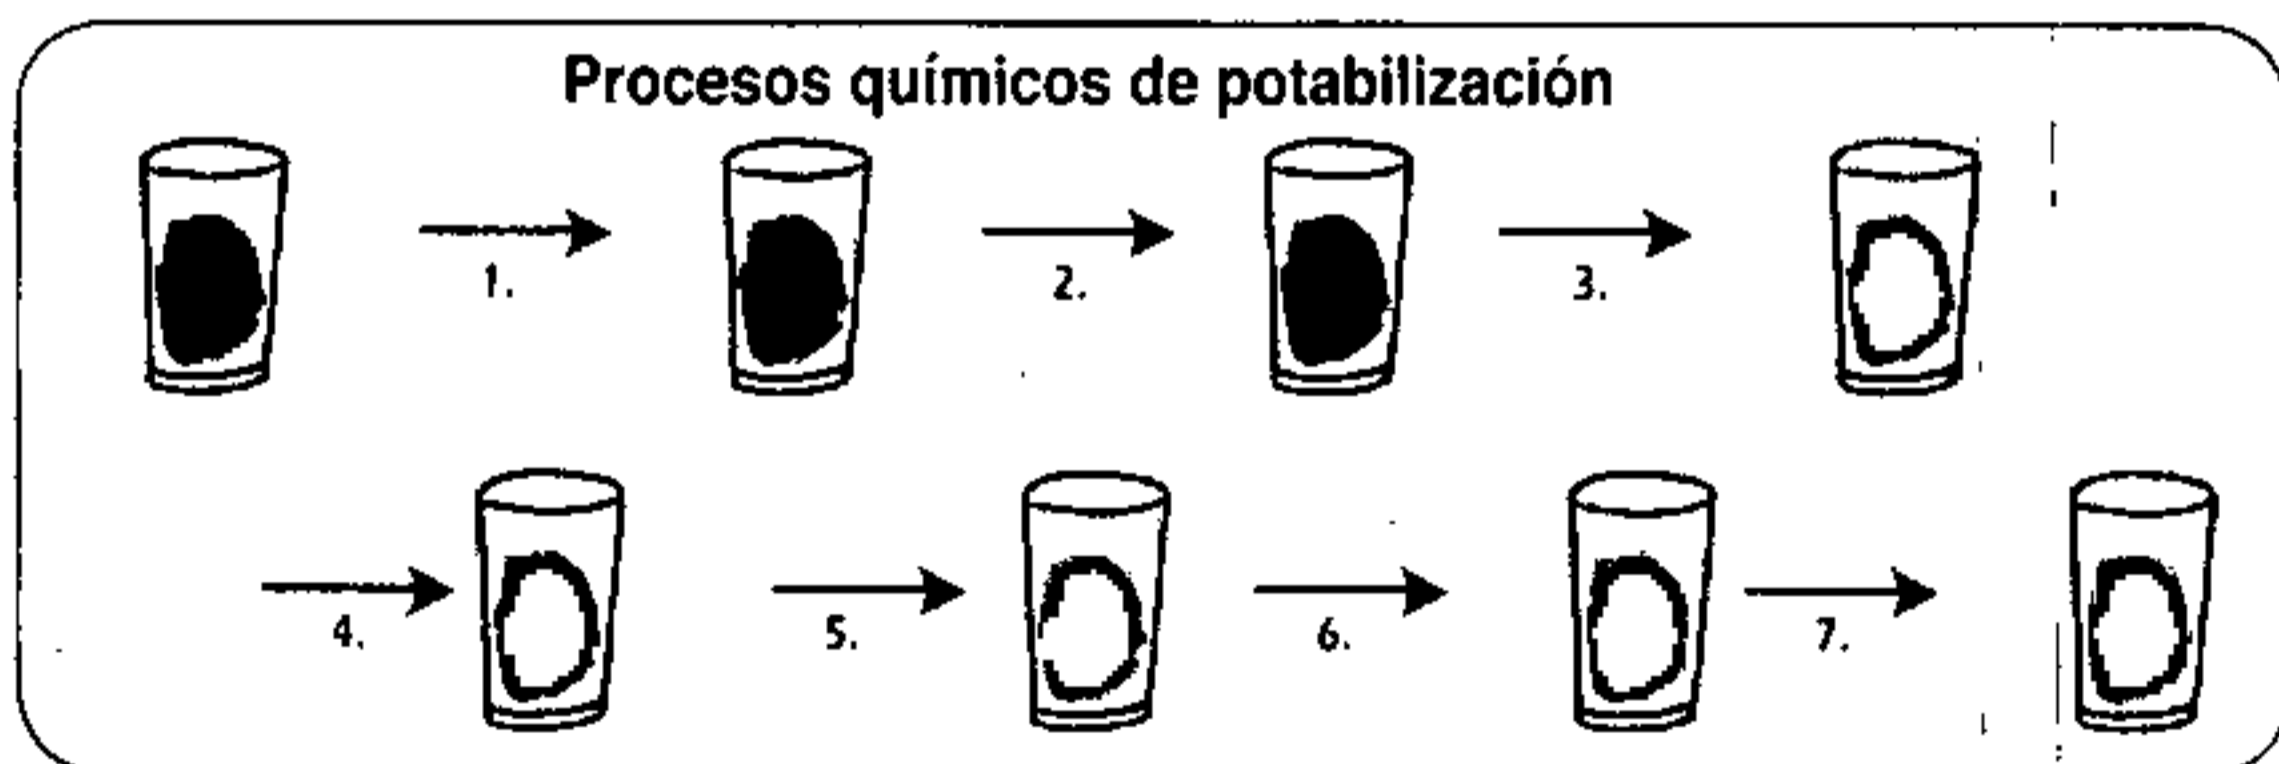 Procesos químicos de potabilización
1. 2. 3.
4. 5. 6. 7.